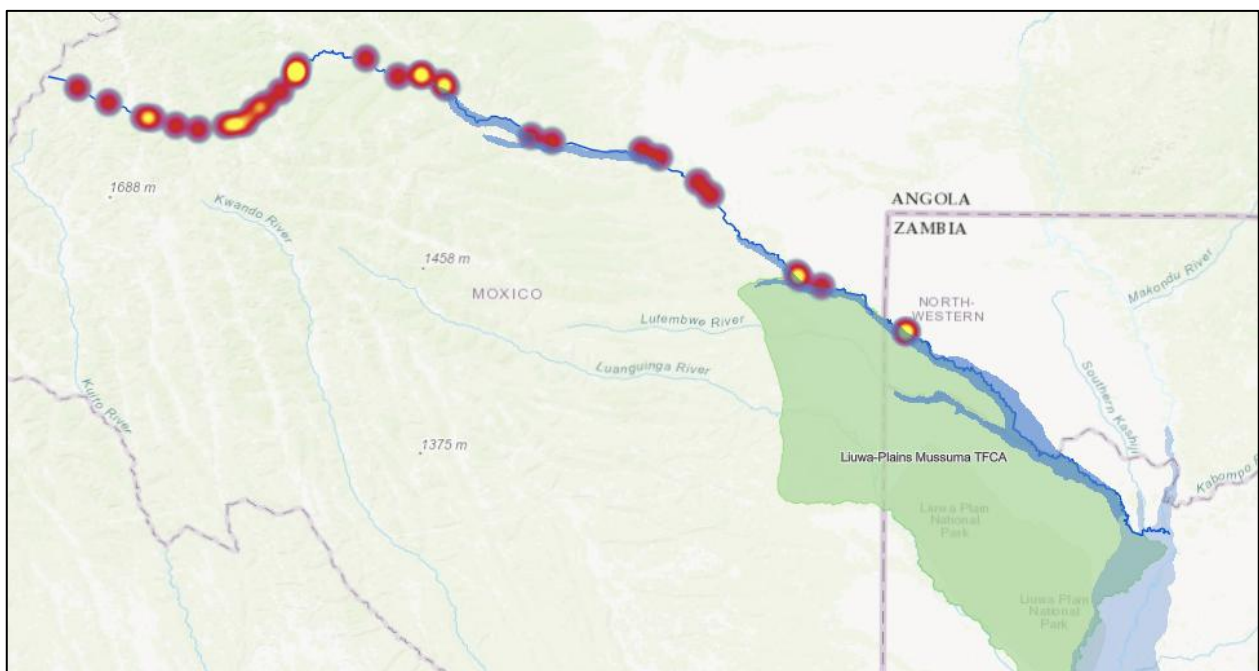 ANGOLA
ZAMBIA
1688 m
Kwando River
1458 m
MOXICO
Makondu River
NORTH-
WESTERN
Lutembwe River
Luanguinga River
Kuito River
Southern Kashiji
1375 m
Liuwa-Plains Mussuma TFCA
Kabompo
Liuwa Plain
National
Park
Liuwa Plain
National Park